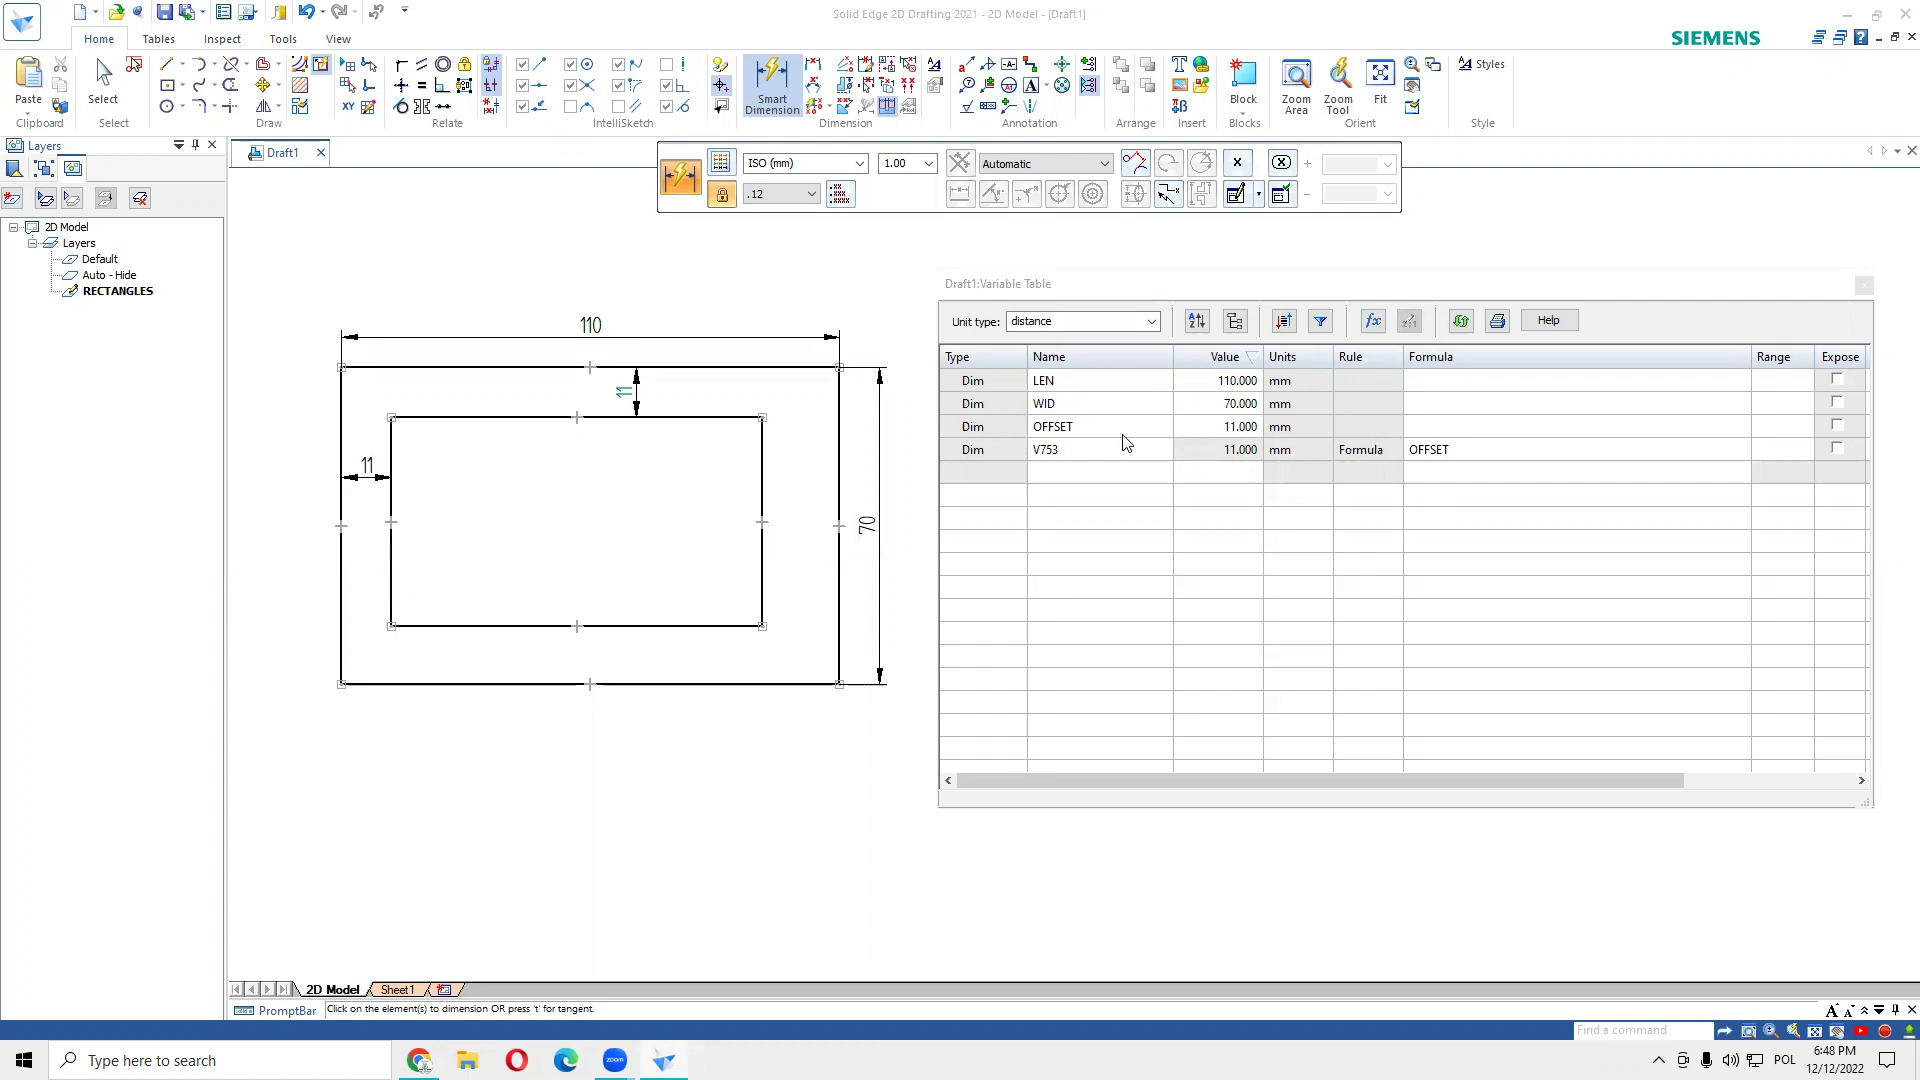 Solid Edge 2D Drafting 2021 - 2D Model - [Draft1]
Home Tables Inspect Tools View
SIEMENS
Paste
Select
XY
Smart
Dimension
Block
Zoom
Area
Zoom
Tool
Fit
Styles
Clipboard Select Draw Relate IntelliSketch Dimension Annotation Arrange Insert Blocks Orient Style
Layers
Draft1
ISO (mm) 1.00 Automatic
.12
2D Model
Layers
Default
Auto - Hide
RECTANGLES
110
11
11
70
Draft1:Variable Table
Unit type: distance Help
Type Name Value Units Rule Formula Range Expose
Dim LEN 110.000 mm
Dim WID 70.000 mm
Dim OFFSET 11.000 mm
Dim V753 11.000 mm Formula OFFSET
2D Model Sheet1
PromptBar Click on the element(s) to dimension OR press 't' for tangent.
Find a command
Type here to search
zoom
POL
6:48 PM
12/12/2022